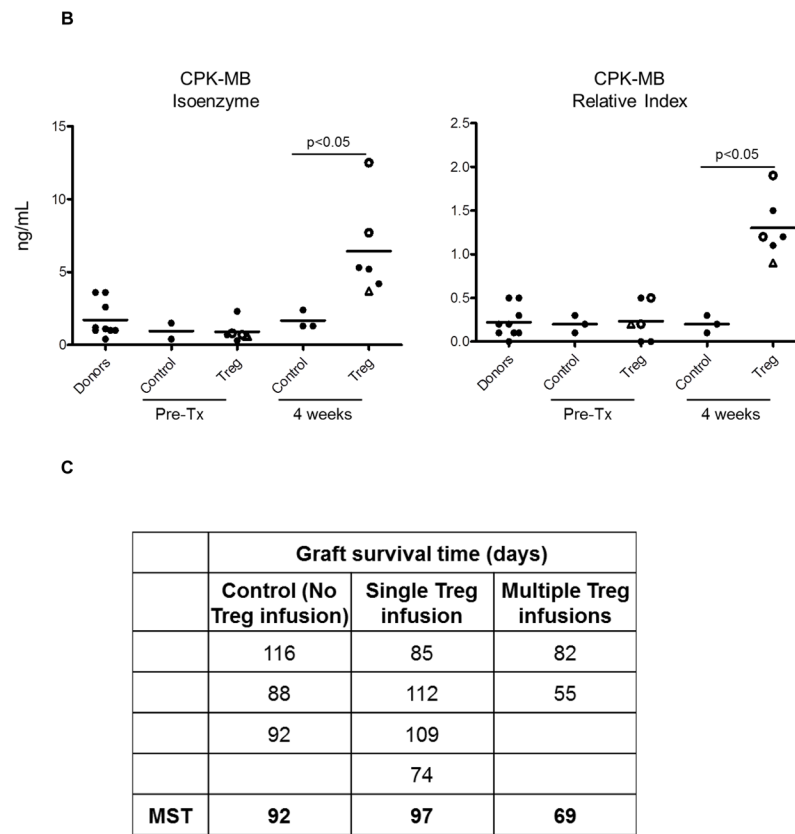 B
CPK-MB
Isoenzyme
15
10
5
0
ng/mL
p<0.05
Donors
Control
Treg
Control
Treg
Pre-Tx
4 weeks
CPK-MB
Relative Index
2.5
2.0
1.5
1.0
0.5
0.0
p<0.05
Donors
Control
Treg
Control
Treg
Pre-Tx
4 weeks
C
Graft survival time (days)
Control (No Treg infusion) Single Treg infusion Multiple Treg infusions
116 85 82
88 112 55
92 109
74
MST 92 97 69